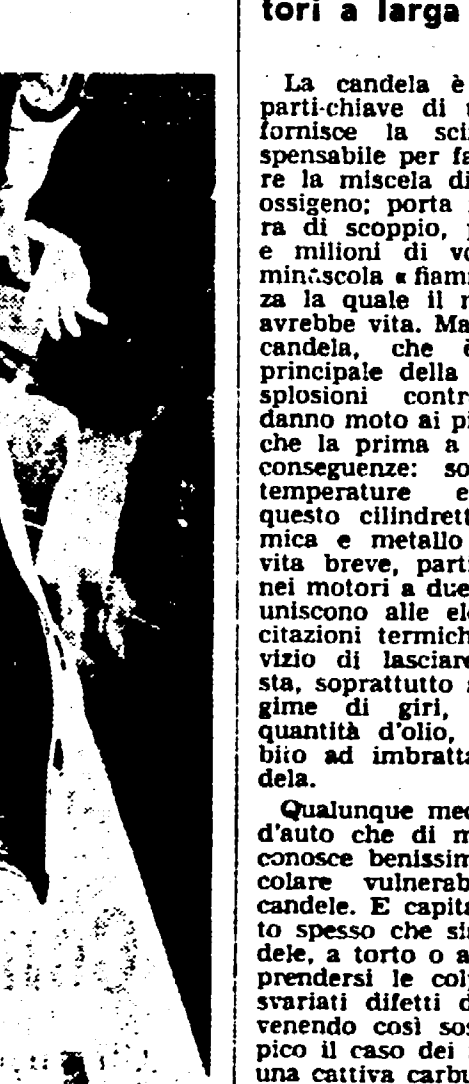 tori a larga
La candela è
parti-chiave di
fornisce la sci
spensabile per fa
re la miscela di
ossigeno; porta
ra di scoppio,
e milioni di vo
minuscola « fiam
za la quale il
avrebbe vita. Ma
candela, che è
principale della
splosioni contr
danno moto ai p
che la prima a
conseguenze: so
temperature e
questo cilindrett
mica e metallo
vita breve, parti
nei motori a due
uniscono alle el
citazioni termich
vizio di lasciare
sta, soprattutto
gime di giri,
quantità d'olio,
bito ad imbratta
dela.
Qualunque mec
d'auto che di m
conosce benissim
colare vulnerab
candele. E capita
to spesso che si
dele, a torto o a
prendersi le col
svariati difetti d
venendo così sos
pico il caso dei
una cattiva carbu